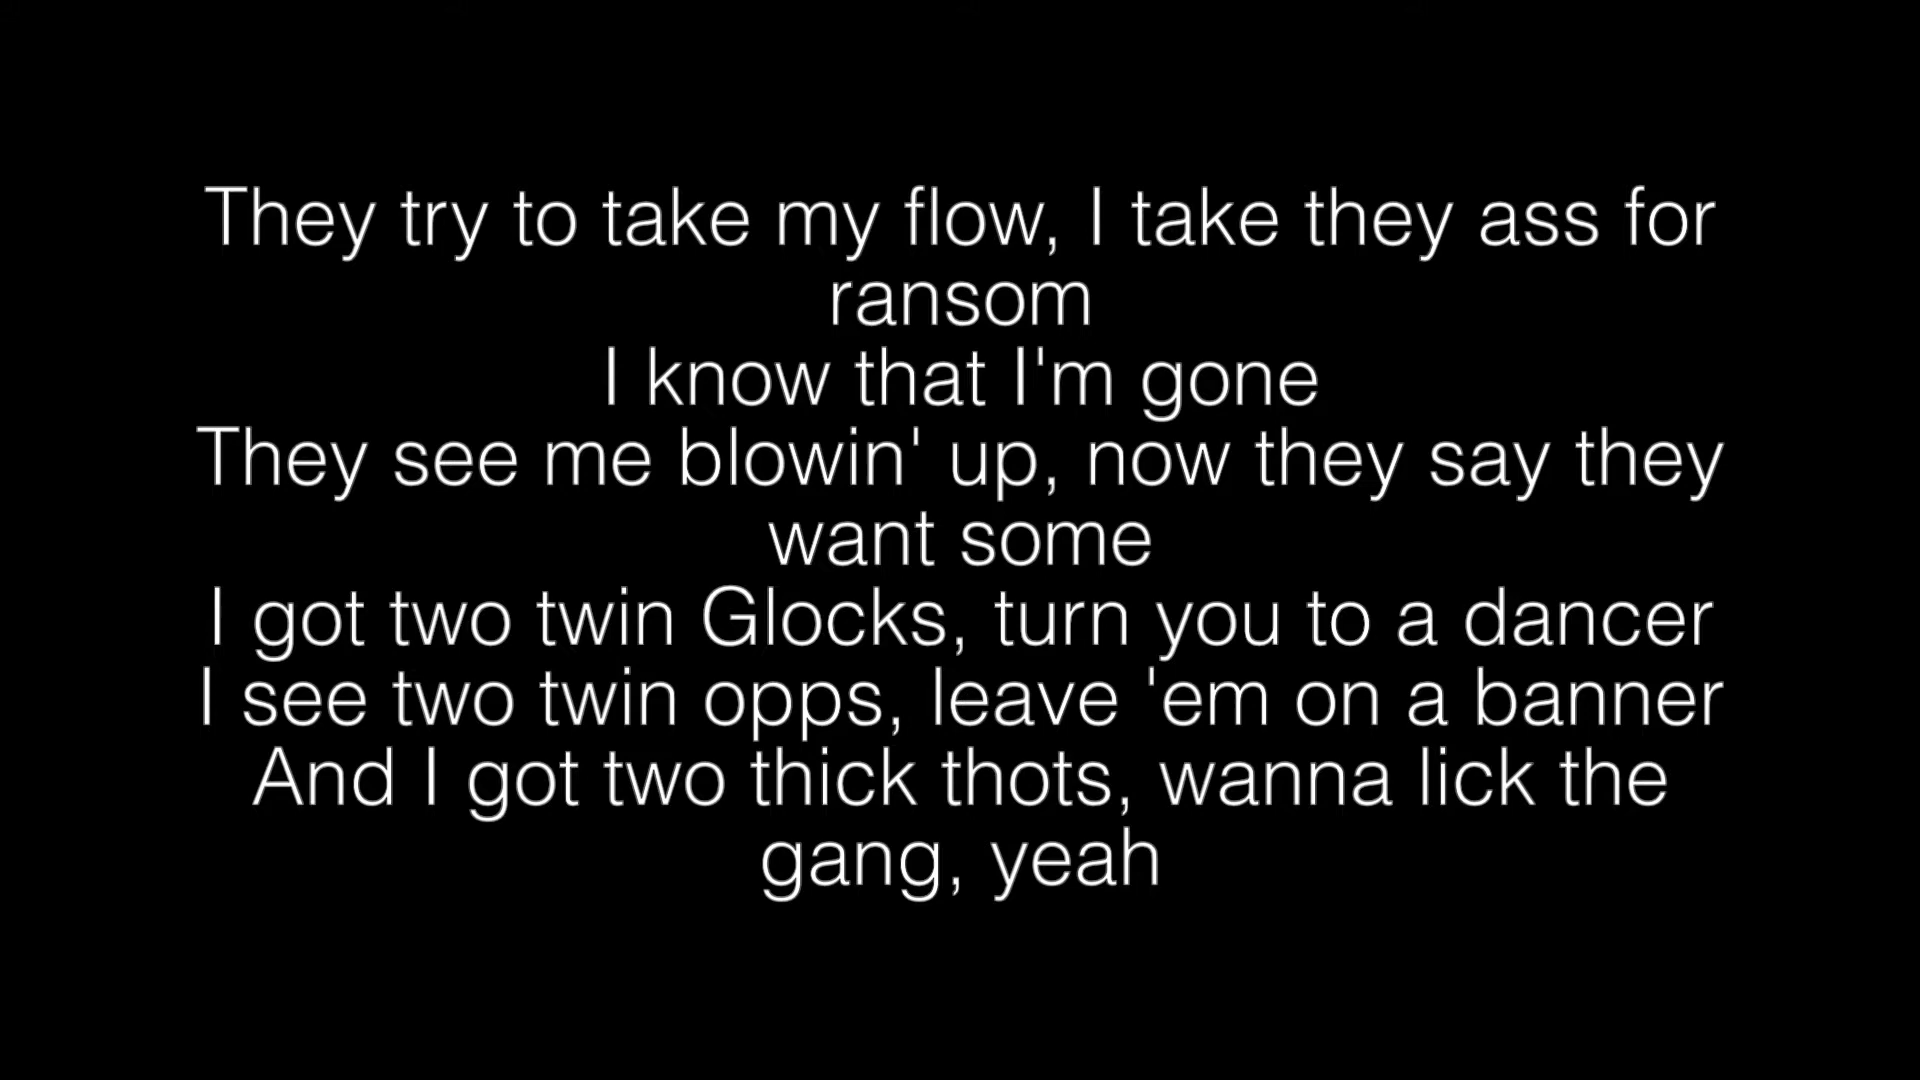 They try to take my flow, I take they ass for
ransom
I know that I'm gone
They see me blowin' up, now they say they
want some
I got two twin Glocks, turn you to a dancer
I see two twin opps, leave 'em on a banner
And I got two thick thots, wanna lick the
gang, yeah